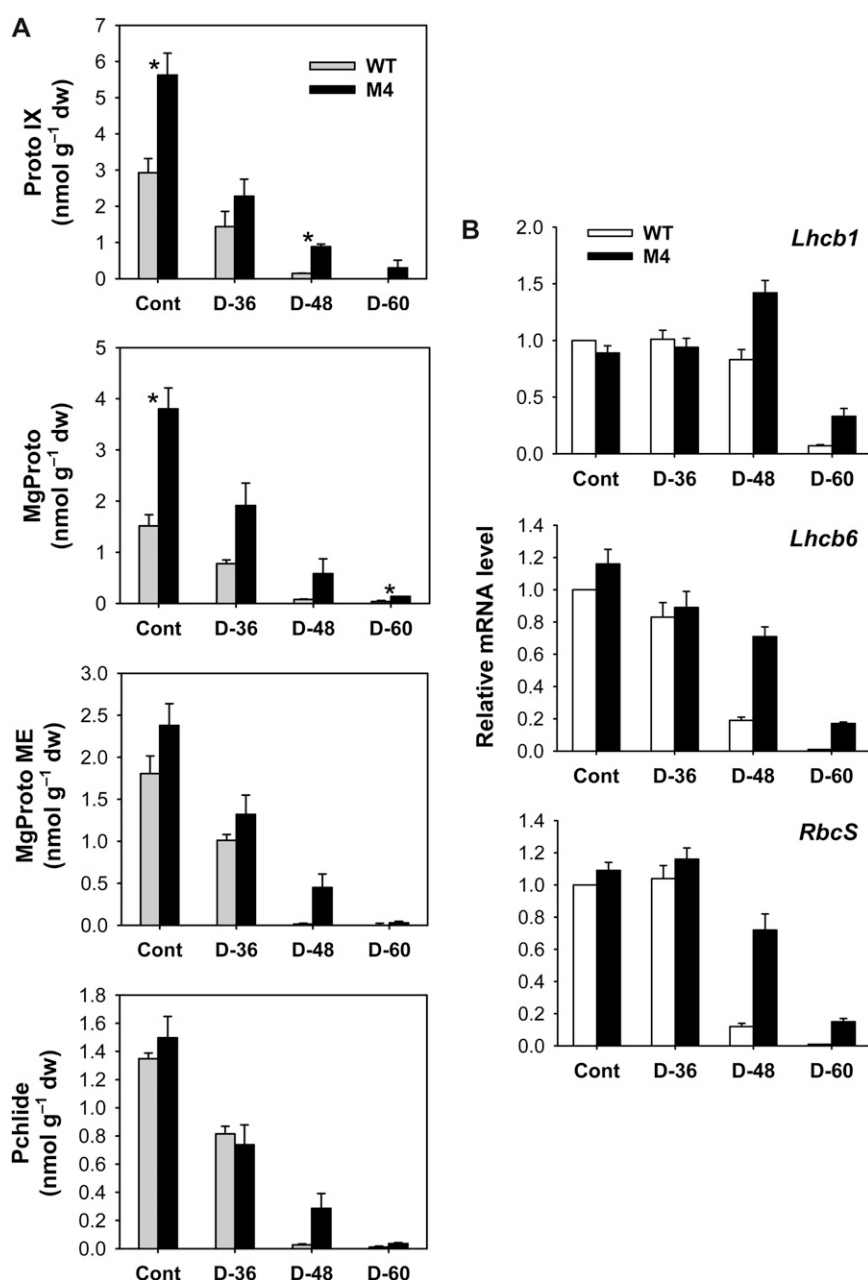 A
Proto IX
(nmol g⁻¹ dw)
7
6
5
4
3
2
1
0
*
*
WT
M4
Cont D-36 D-48 D-60
MgProto
(nmol g⁻¹ dw)
5
4
3
2
1
0
*
*
Cont D-36 D-48 D-60
MgProto ME
(nmol g⁻¹ dw)
3.0
2.5
2.0
1.5
1.0
0.5
0.0
Cont D-36 D-48 D-60
Pchlide
(nmol g⁻¹ dw)
1.8
1.6
1.4
1.2
1.0
0.8
0.6
0.4
0.2
0.0
Cont D-36 D-48 D-60
B
Relative mRNA level
2.0
1.5
1.0
0.5
0.0
WT
M4
Lhcb1
Cont D-36 D-48 D-60
1.4
1.2
1.0
0.8
0.6
0.4
0.2
0.0
Lhcb6
Cont D-36 D-48 D-60
1.4
1.2
1.0
0.8
0.6
0.4
0.2
0.0
RbcS
Cont D-36 D-48 D-60